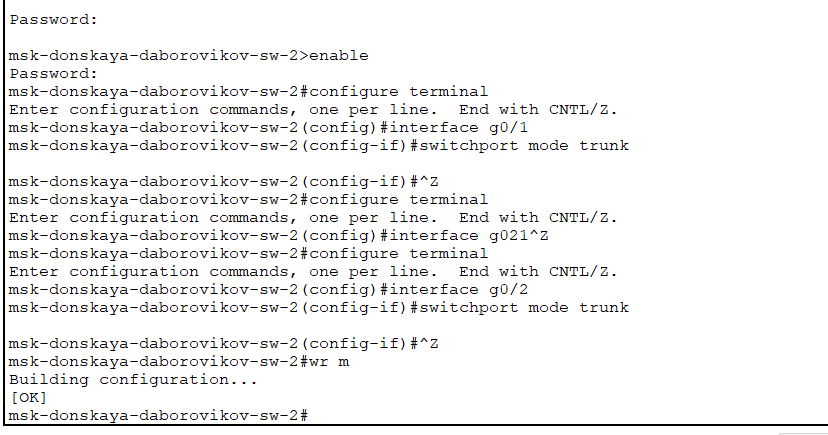 Password:
msk-donskaya-daborovikov-sw-2>enable
Password:
msk-donskaya-daborovikov-sw-2#configure terminal
Enter configuration commands, one per line.  End with CNTL/Z.
msk-donskaya-daborovikov-sw-2(config)#interface g0/1
msk-donskaya-daborovikov-sw-2(config-if)#switchport mode trunk
msk-donskaya-daborovikov-sw-2(config-if)#^Z
msk-donskaya-daborovikov-sw-2#configure terminal
Enter configuration commands, one per line.  End with CNTL/Z.
msk-donskaya-daborovikov-sw-2(config)#interface g021^Z
msk-donskaya-daborovikov-sw-2#configure terminal
Enter configuration commands, one per line.  End with CNTL/Z.
msk-donskaya-daborovikov-sw-2(config)#interface g0/2
msk-donskaya-daborovikov-sw-2(config-if)#switchport mode trunk
msk-donskaya-daborovikov-sw-2(config-if)#^Z
msk-donskaya-daborovikov-sw-2#wr m
Building configuration...
[OK]
msk-donskaya-daborovikov-sw-2#